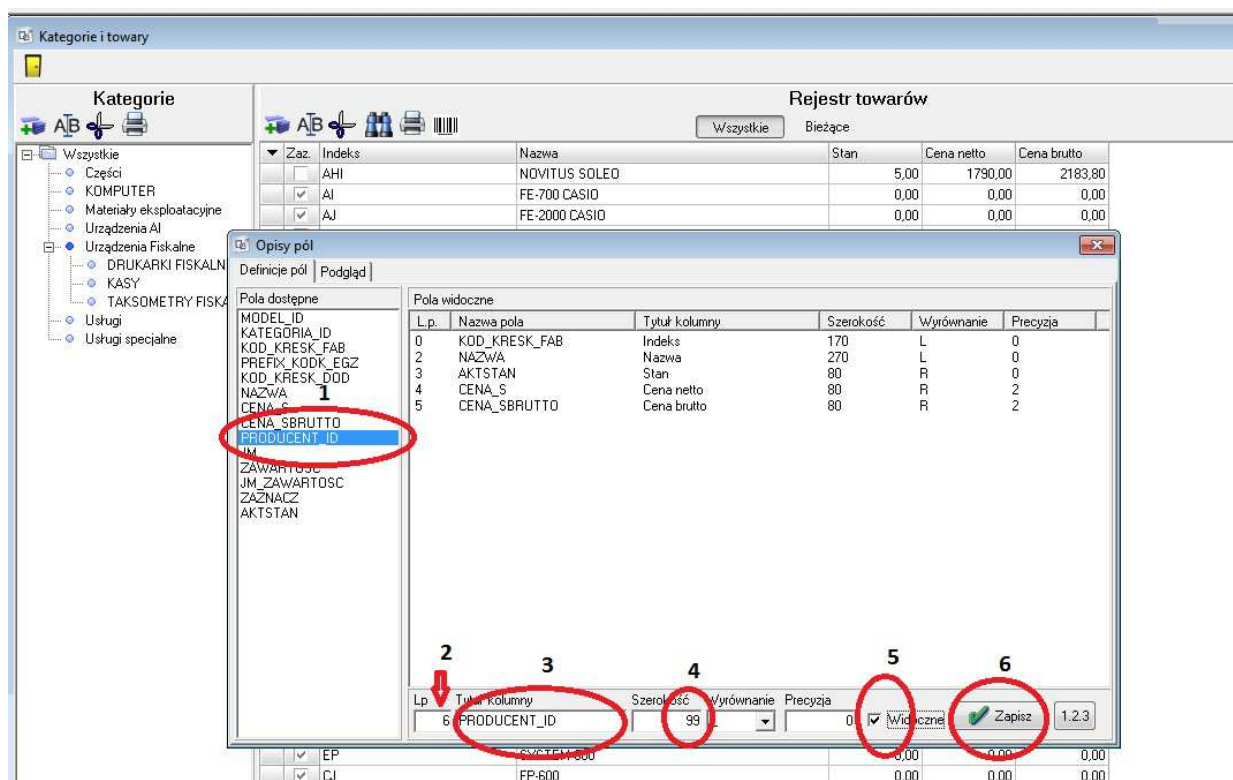 Kategorie i towary
Kategorie
Rejestr towarów
Wszystkie Bieżące
Wszystkie
Części
KOMPUTER
Materiały eksploatacyjne
Urządzenia AI
Urządzenia Fiskalne
DRUKARKI FISKALN
KASY
TAKSOMETRY FISKA
Usługi
Usługi specjalne
Zaz. Indeks Nazwa Stan Cena netto Cena brutto
AHI NOVITUS SOLEO 5,00 1790,00 2183,80
AI FE-700 CASIO 0,00 0,00 0,00
AJ FE-2000 CASIO 0,00 0,00 0,00
Opisy pól
Definicje pól Podgląd
Pola dostępne
MODEL_ID
KATEGORIA_ID
KOD_KRESK_FAB
PREFIX_KODK_EGZ
KOD_KRESK_DOD
NAZWA
1
CENA_S
CENA_SBRUTTO
PRODUCENT_ID
JM
ZAWARTOSC
JM_ZAWARTOSC
ZAZNACZ
AKTSTAN
Pola widoczne
L.p. Nazwa pola Tytuł kolumny Szerokość Wyrównanie Precyzja
0 KOD_KRESK_FAB Indeks 170 L 0
2 NAZWA Nazwa 270 L 0
3 AKTSTAN Stan 80 R 0
4 CENA_S Cena netto 80 R 2
5 CENA_SBRUTTO Cena brutto 80 R 2
2 3 4 5 6
Lp Tytuł kolumny Szerokość Wyrównanie Precyzja
6 PRODUCENT_ID 99 L 0 Widoczne Zapisz 1.2.3
EP SYSTEM 600 0,00 0,00 0,00
CJ FP-600 0,00 0,00 0,00